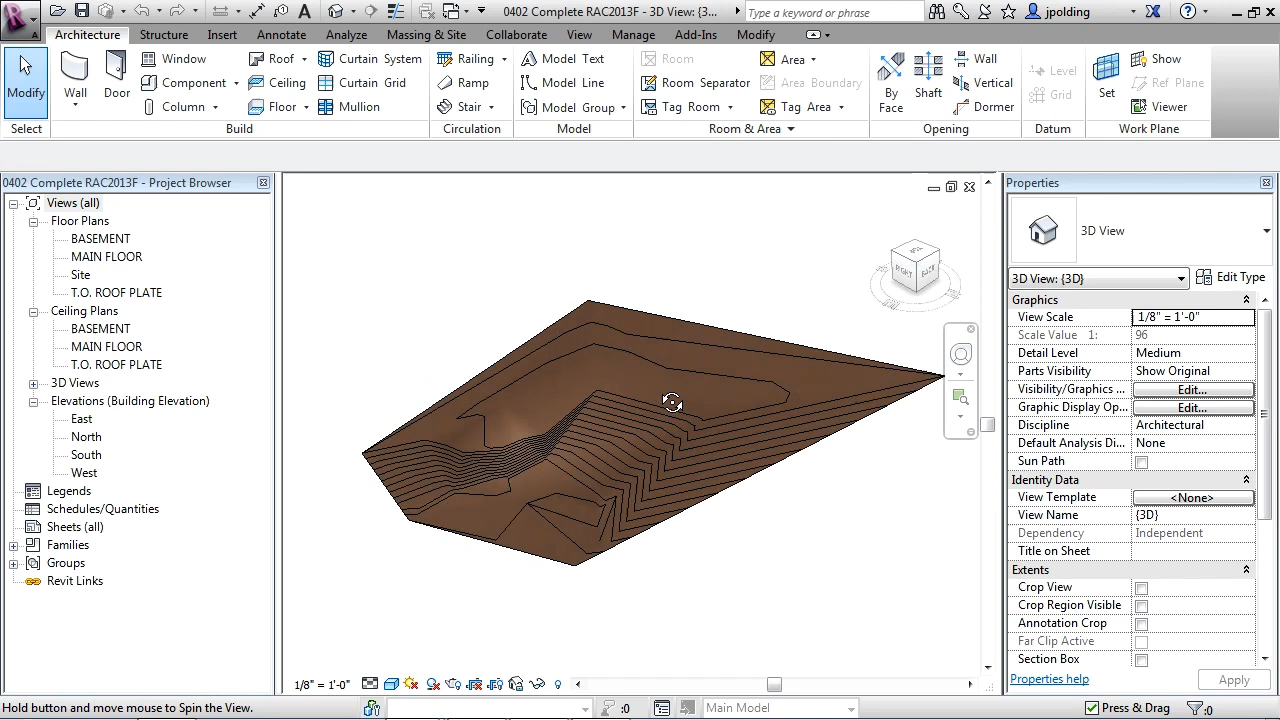 0402 Complete RAC2013F - 3D View: {3...
Type a keyword or phrase
jpolding
Architecture Structure Insert Annotate Analyze Massing & Site Collaborate View Manage Add-Ins Modify
Modify
Wall
Door
Window
Component
Column
Roof
Ceiling
Floor
Curtain System
Curtain Grid
Mullion
Railing
Ramp
Stair
Model Text
Model Line
Model Group
Room
Room Separator
Tag Room
Area
Area Boundary
Tag Area
By Face
Shaft
Wall
Vertical
Dormer
Level
Grid
Set
Show
Ref Plane
Viewer
Select Build Circulation Model Room & Area Opening Datum Work Plane
0402 Complete RAC2013F - Project Browser
Views (all)
Floor Plans
BASEMENT
MAIN FLOOR
Site
T.O. ROOF PLATE
Ceiling Plans
BASEMENT
MAIN FLOOR
T.O. ROOF PLATE
3D Views
Elevations (Building Elevation)
East
North
South
West
Legends
Schedules/Quantities
Sheets (all)
Families
Groups
Revit Links
RIGHT
BACK
Properties
3D View
3D View: {3D}
Edit Type
Graphics
View Scale 1/8" = 1'-0"
Scale Value 1: 96
Detail Level Medium
Parts Visibility Show Original
Visibility/Graphics ... Edit...
Graphic Display Op... Edit...
Discipline Architectural
Default Analysis Di... None
Sun Path
Identity Data
View Template <None>
View Name {3D}
Dependency Independent
Title on Sheet
Extents
Crop View
Crop Region Visible
Annotation Crop
Far Clip Active
Section Box
Properties help
Apply
1/8" = 1'-0"
Hold button and move mouse to Spin the View.
:0
Main Model
Press & Drag
:0